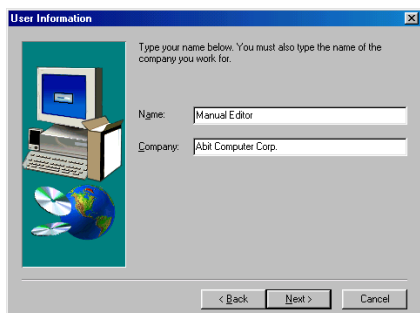 User Information
Type your name below. You must also type the name of the
company you work for.
Name: Manual Editor
Company: Abit Computer Corp.
< Back Next > Cancel